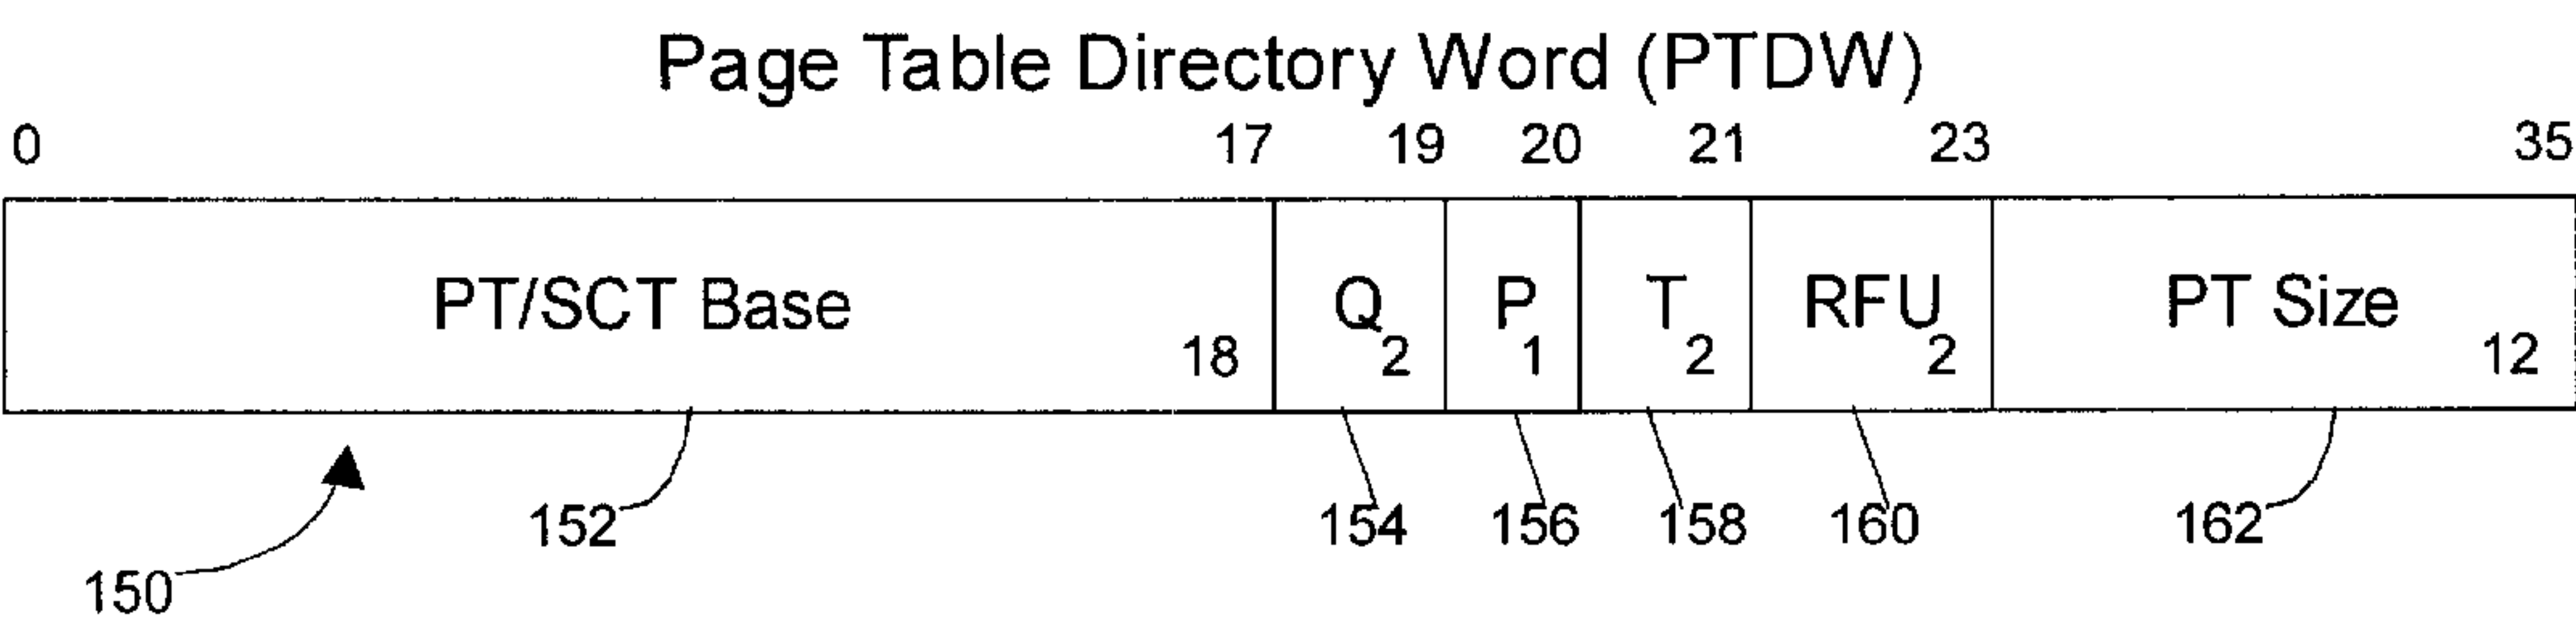 Page Table Directory Word (PTDW)
0 17 19 20 21 23 35
PT/SCT Base 18 Q 2 P 1 T 2 RFU 2 PT Size 12
152 154 156 158 160 162
150